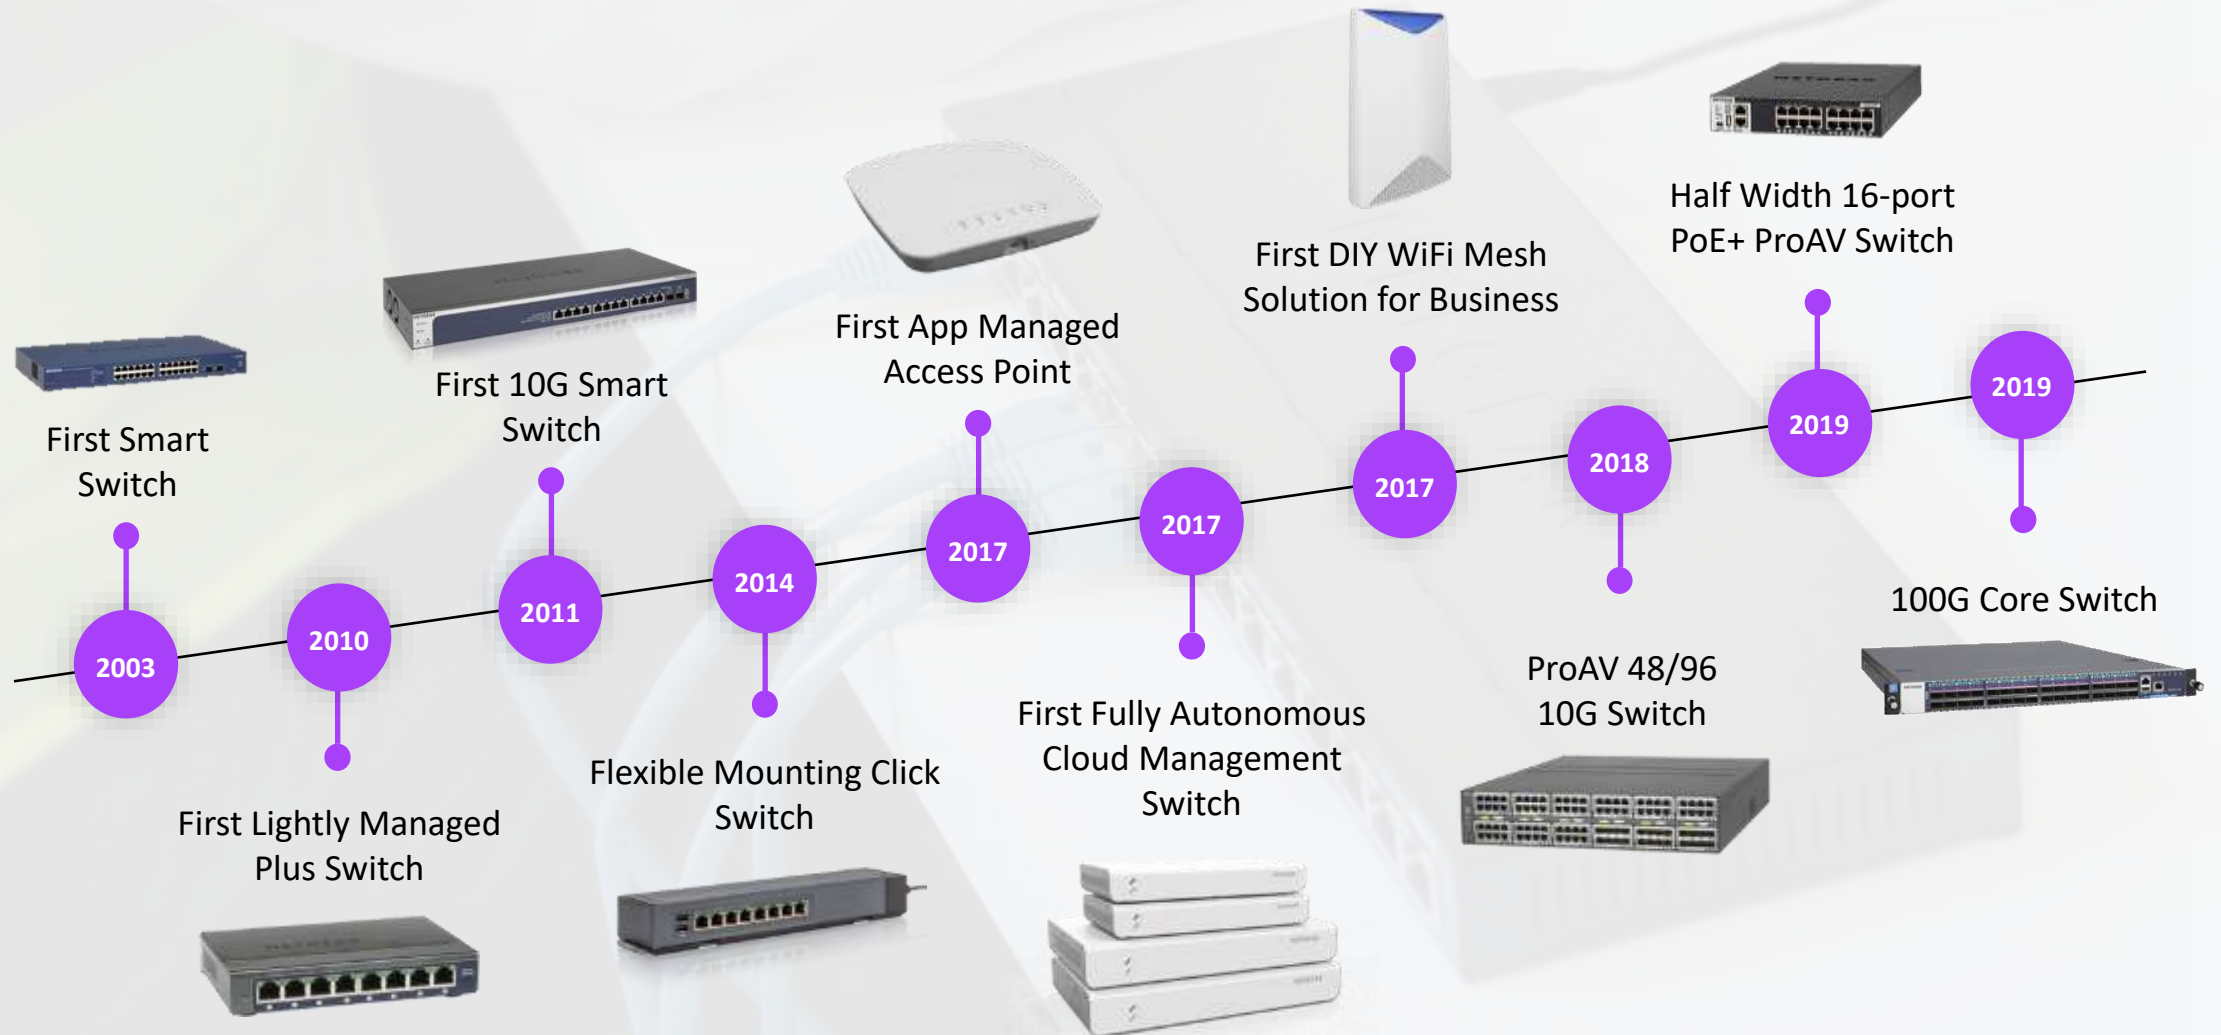 First Smart
Switch
2003
2010
First Lightly Managed
Plus Switch
First 10G Smart
Switch
2011
2014
Flexible Mounting Click
Switch
First App Managed
Access Point
2017
2017
First Fully Autonomous
Cloud Management
Switch
First DIY WiFi Mesh
Solution for Business
2017
2018
ProAV 48/96
10G Switch
Half Width 16-port
PoE+ ProAV Switch
2019
2019
100G Core Switch
NETGEAR